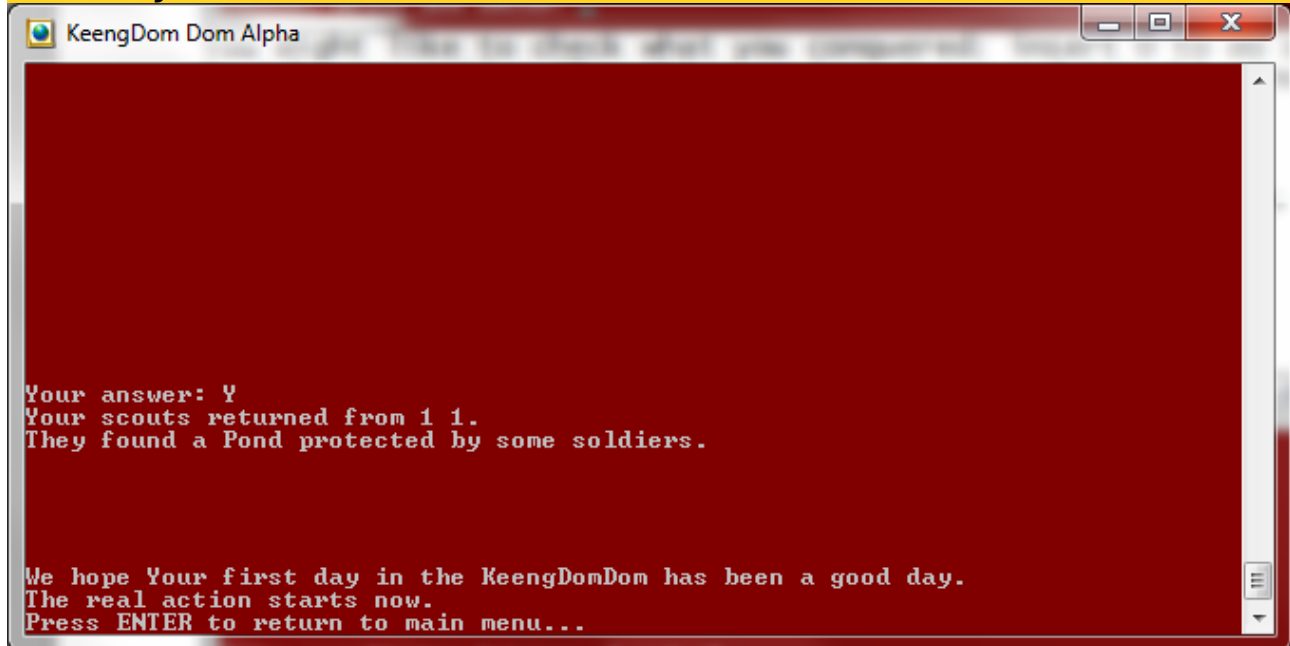 KeengDom Dom Alpha
Your answer: Y
Your scouts returned from 1 1.
They found a Pond protected by some soldiers.
We hope Your first day in the KeengDomDom has been a good day.
The real action starts now.
Press ENTER to return to main menu...